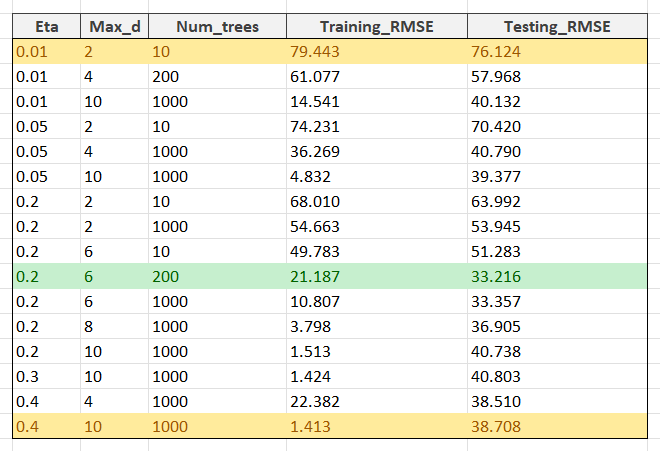 Eta Max_d Num_trees Training_RMSE Testing_RMSE
0.01 2 10 79.443 76.124
0.01 4 200 61.077 57.968
0.01 10 1000 14.541 40.132
0.05 2 10 74.231 70.420
0.05 4 1000 36.269 40.790
0.05 10 1000 4.832 39.377
0.2 2 10 68.010 63.992
0.2 2 1000 54.663 53.945
0.2 6 10 49.783 51.283
0.2 6 200 21.187 33.216
0.2 6 1000 10.807 33.357
0.2 8 1000 3.798 36.905
0.2 10 1000 1.513 40.738
0.3 10 1000 1.424 40.803
0.4 4 1000 22.382 38.510
0.4 10 1000 1.413 38.708